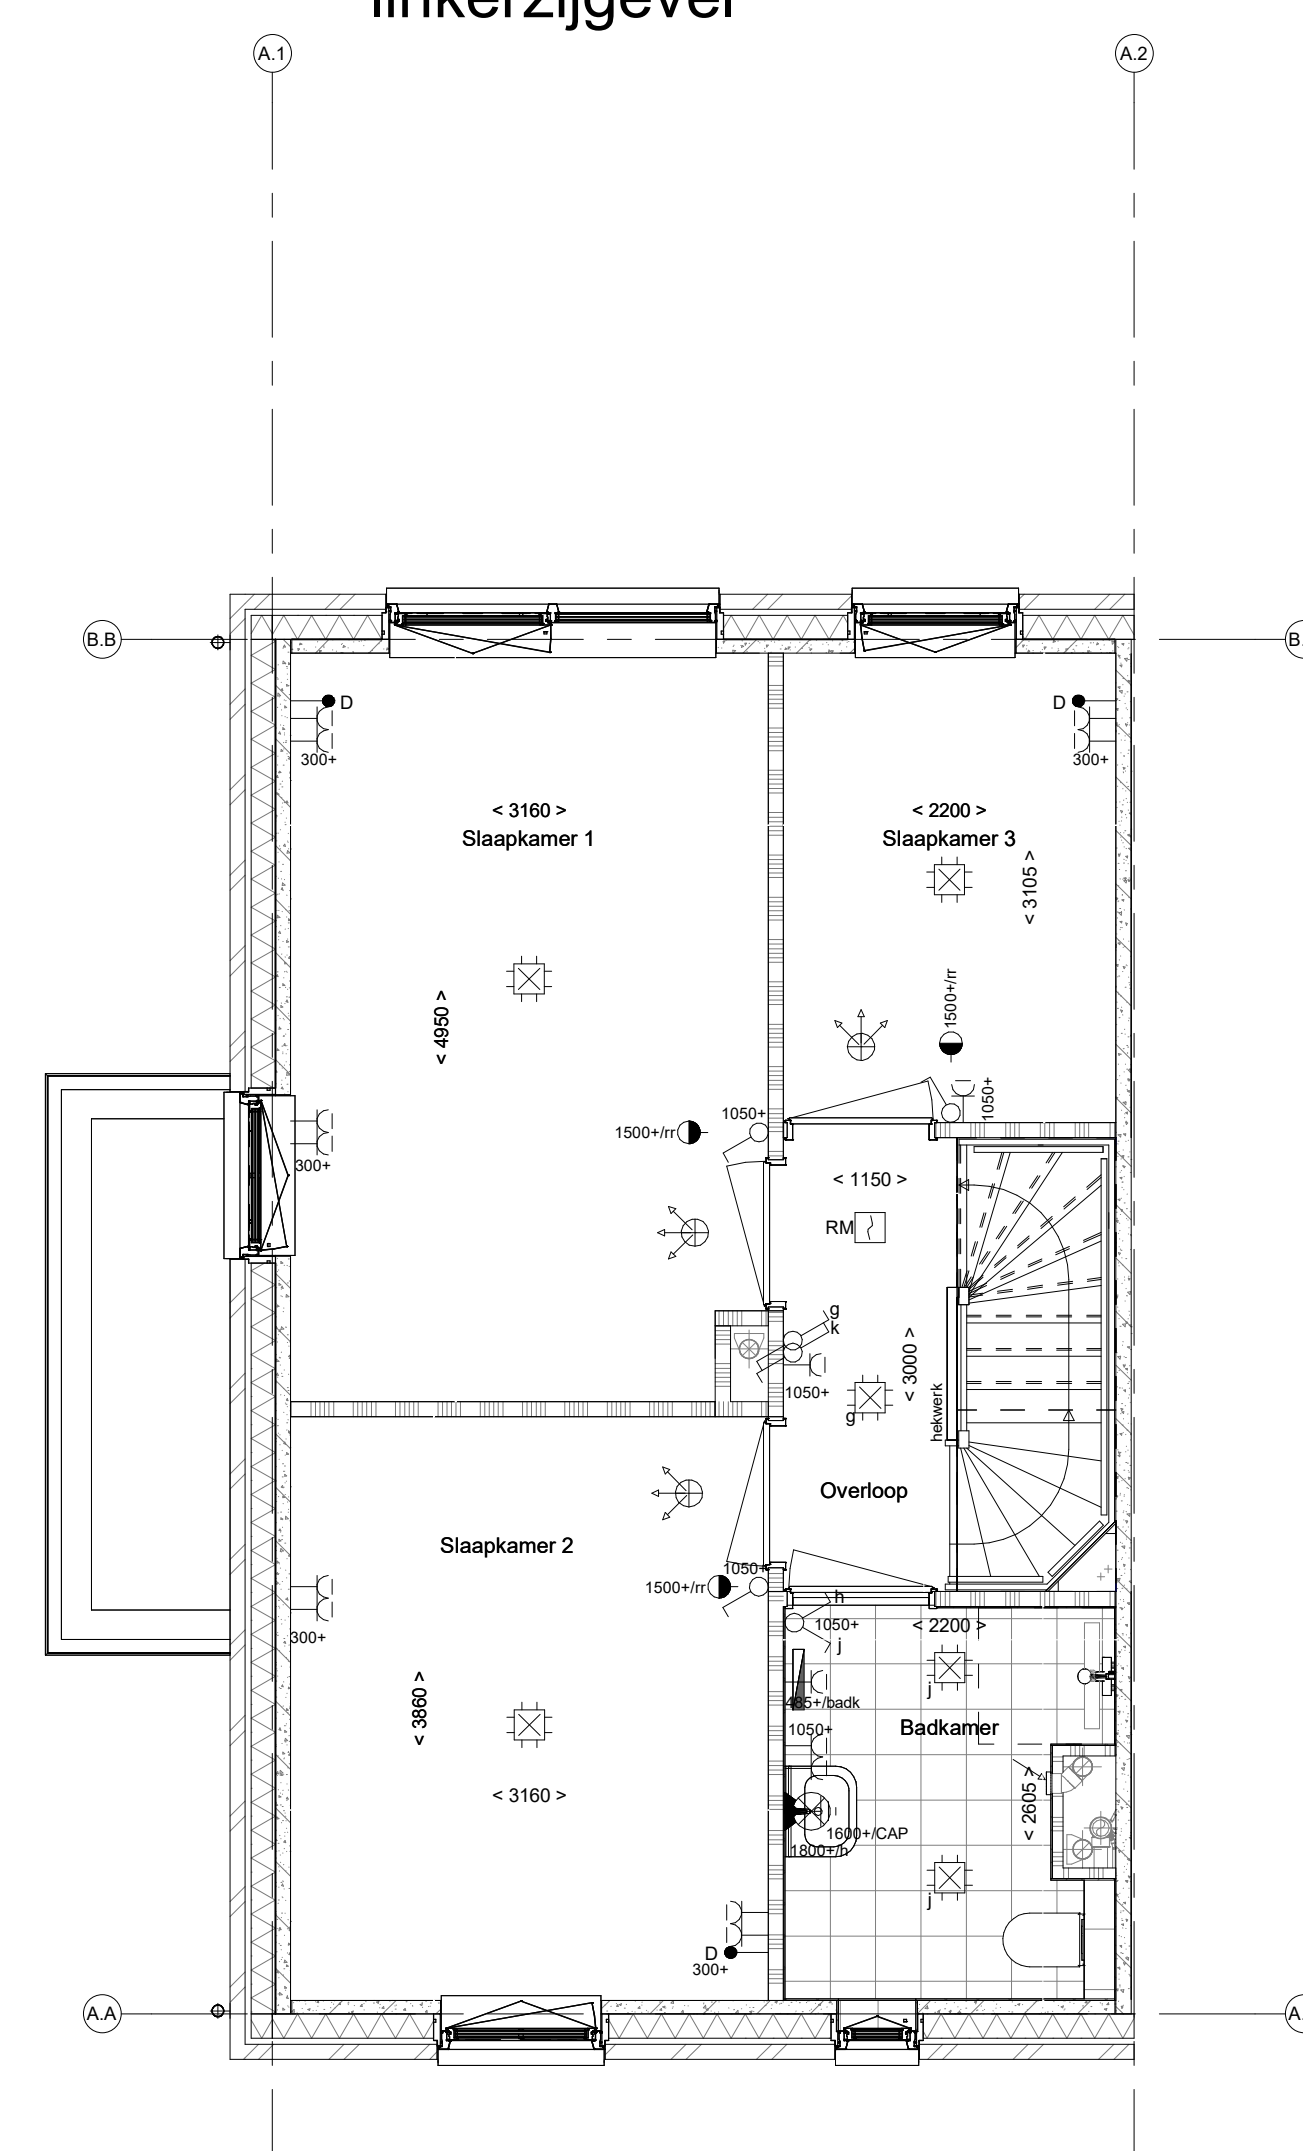 linkerzijgevel
A.1
A.2
B.B
B.
D
D
300+
300+
< 3160 >
Slaapkamer 1
< 2200 >
Slaapkamer 3
< 3105 >
< 4950 >
1500+/rr
1050+
1050+
1500+/rr
300+
< 1150 >
RM
g
k
1050+
< 3000 >
g
hekwerk
Overloop
Slaapkamer 2
1050+
1500+/rr
300+
h
1050+
j
< 2200 >
j
485+/badk
1050+
Badkamer
< 3860 >
< 3160 >
< 2605 >
1600+/CAP
1800+/h
j
D
300+
A.A
A.